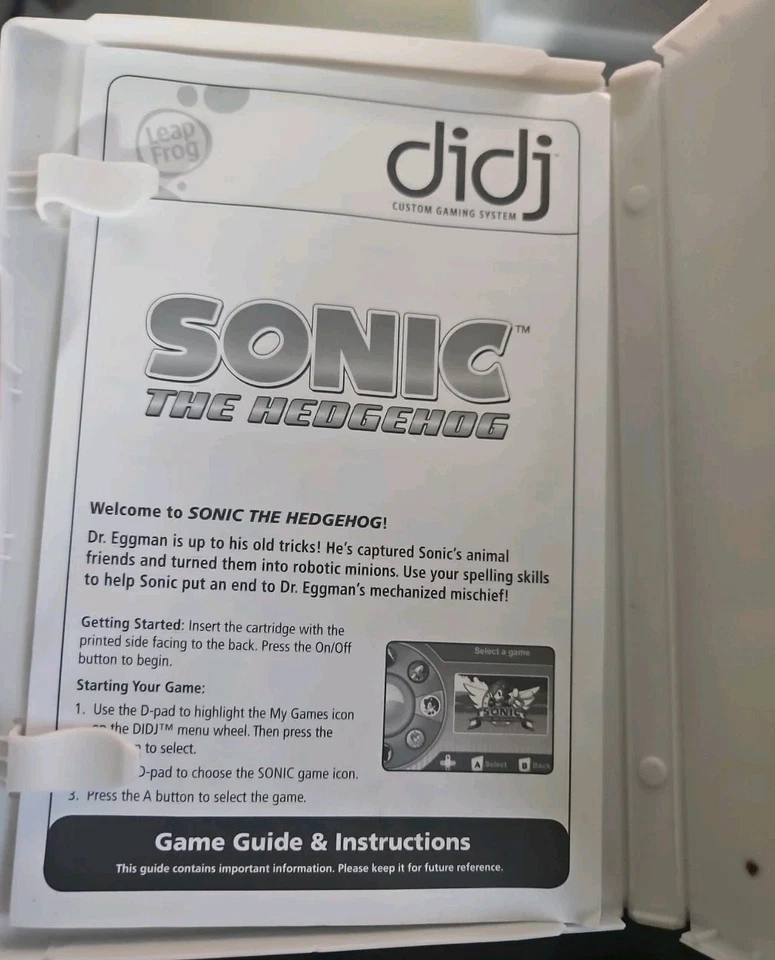 Leap
Frog
didj
CUSTOM GAMING SYSTEM
SONIC™
THE HEDGEHOG
Welcome to SONIC THE HEDGEHOG!
Dr. Eggman is up to his old tricks! He's captured Sonic's animal
friends and turned them into robotic minions. Use your spelling skills
to help Sonic put an end to Dr. Eggman's mechanized mischief!
Getting Started: Insert the cartridge with the
printed side facing to the back. Press the On/Off
button to begin.
Starting Your Game:
1. Use the D-pad to highlight the My Games icon
the DIDJ™ menu wheel. Then press the
to select.
D-pad to choose the SONIC game icon.
3. Press the A button to select the game.
Select a game
SONIC
A Select B Back
Game Guide & Instructions
This guide contains important information. Please keep it for future reference.